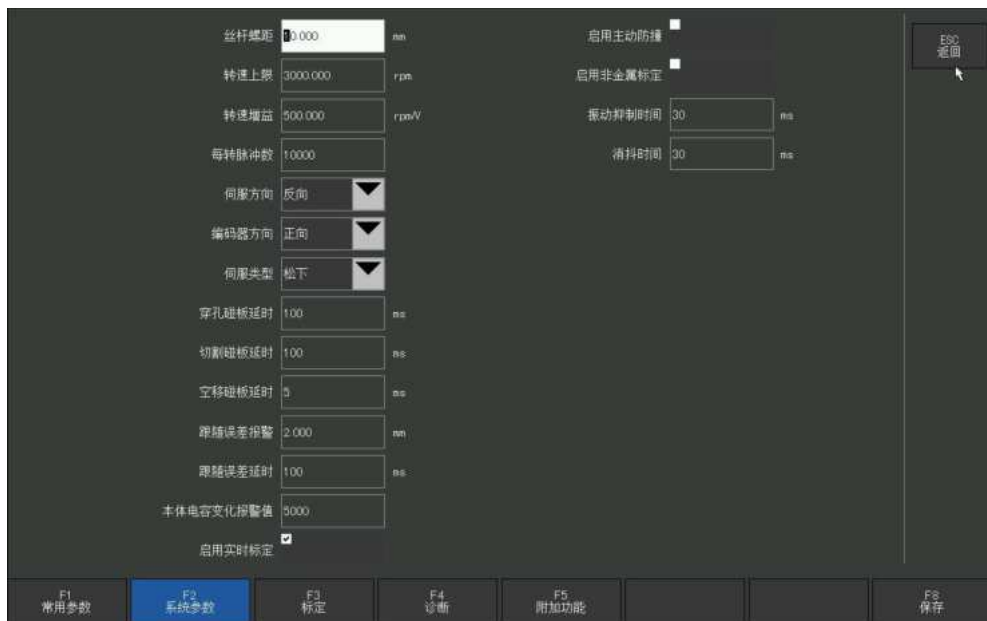 丝杆螺距 10.000 mm
转速上限 3000.000 rpm
转速增益 500.000 rpm/V
每转脉冲数 10000
伺服方向 反向
编码器方向 正向
伺服类型 松下
穿孔碰板延时 100 ms
切割碰板延时 100 ms
空移碰板延时 5 ms
跟随误差报警 2.000 mm
跟随误差延时 100 ms
本体电容变化报警值 5000
启用实时标定
启用主动防撞
启用非金属标定
振动抑制时间 30 ms
消抖时间 30 ms
ESC
返回
F1
常用参数
F2
系统参数
F3
标定
F4
诊断
F5
附加功能
F8
保存